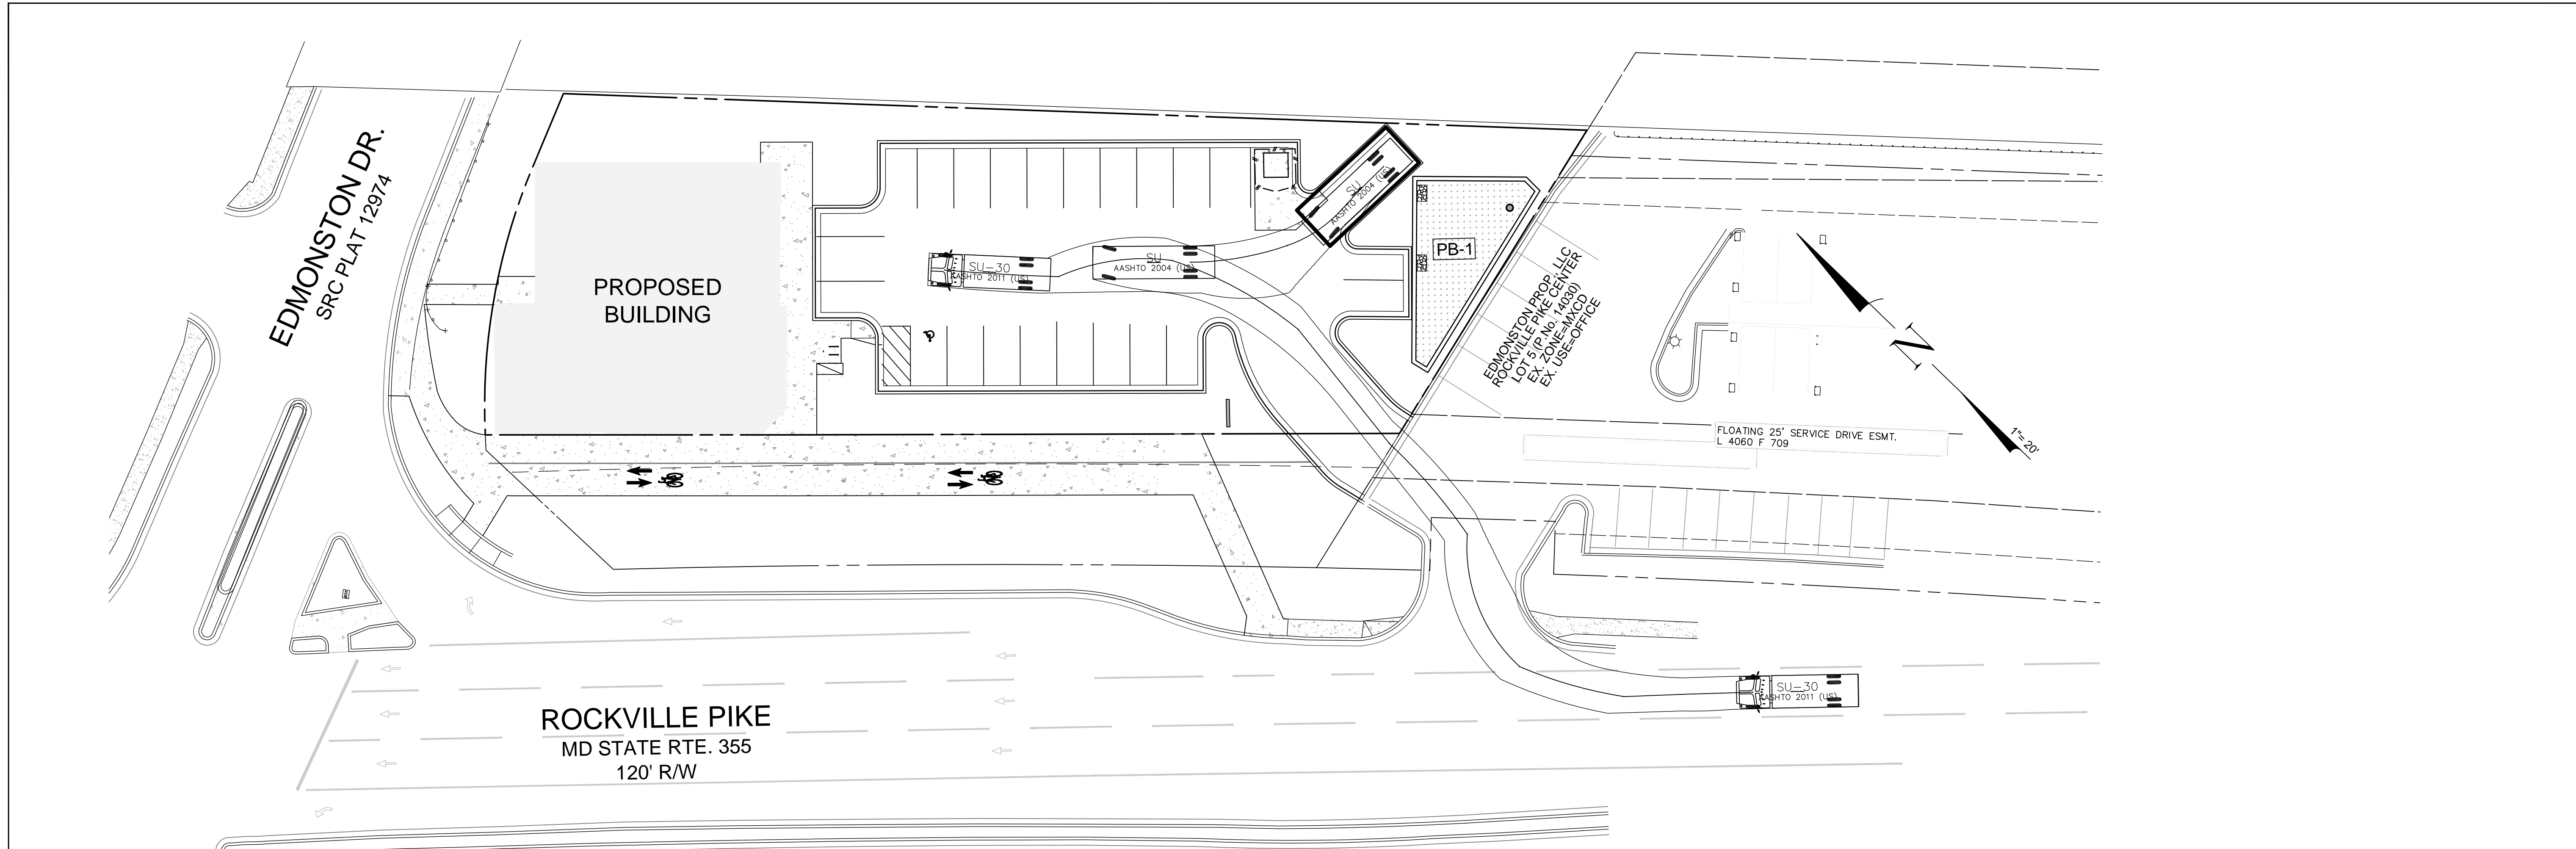 EDMONSTON DR.
SRC PLAT 12974
PROPOSED
BUILDING
SU-30
AASHTO 2011 (US)
SU
AASHTO 2004 (US)
SU
AASHTO 2004 (US)
PB-1
EDMONSTON PROP., LLC
ROCKVILLE PIKE CENTER
LOT 5 (P.No. 14030)
EX. ZONE=MXCD
EX. USE=OFFICE
N
1"= 20'
FLOATING 25' SERVICE DRIVE ESMT.
L 4060 F 709
SU-30
AASHTO 2011 (US)
ROCKVILLE PIKE
MD STATE RTE. 355
120' R/W